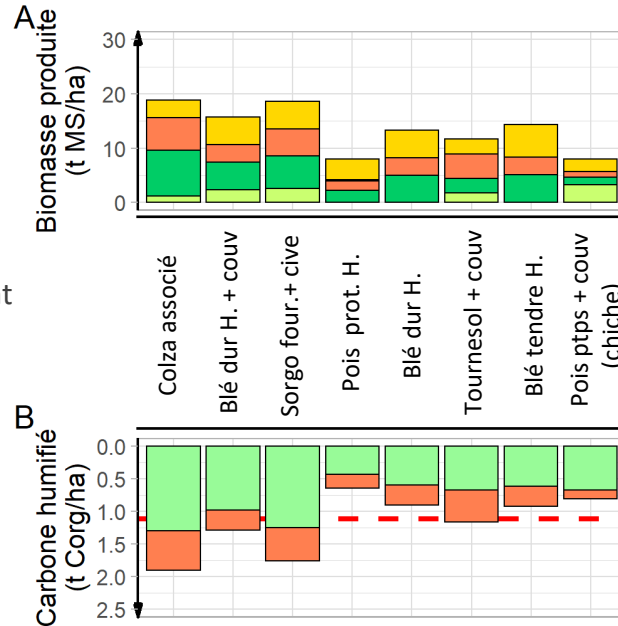 A
Biomasse produite
(t MS/ha)
30
20
10
0
nt
Colza associé
Blé dur H. + couv
Sorgo four.+ cive
Pois prot. H.
Blé dur H.
Tournesol + couv
Blé tendre H.
Pois ptps + couv
(chiche)
B
Carbone humifié
(t Corg/ha)
0.0
0.5
1.0
1.5
2.0
2.5